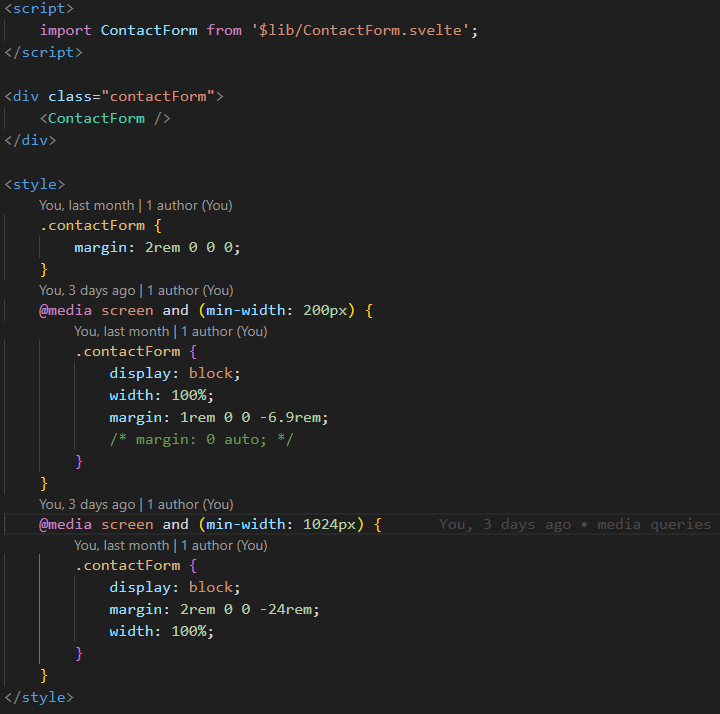 <script>
import ContactForm from '$lib/ContactForm.svelte';
</script>
<div class="contactForm">
<ContactForm />
</div>
<style>
You, last month | 1 author (You)
.contactForm {
margin: 2rem 0 0 0;
}
You, 3 days ago | 1 author (You)
@media screen and (min-width: 200px) {
You, last month | 1 author (You)
.contactForm {
display: block;
width: 100%;
margin: 1rem 0 0 -6.9rem;
/* margin: 0 auto; */
}
}
You, 3 days ago | 1 author (You)
@media screen and (min-width: 1024px) { You, 3 days ago • media queries
You, last month | 1 author (You)
.contactForm {
display: block;
margin: 2rem 0 0 -24rem;
width: 100%;
}
}
</style>